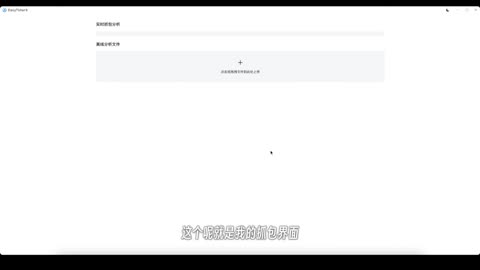 实时抓包分析
离线分析文件
点击或拖拽文件到此处上传
这个呢就是我的抓包界面